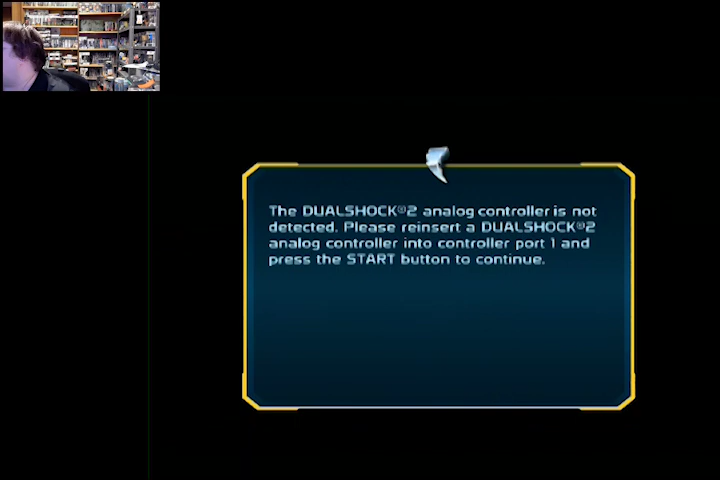 The DUALSHOCK®2 analog controller is not
detected. Please reinsert a DUALSHOCK®2
analog controller into controller port 1 and
press the START button to continue.